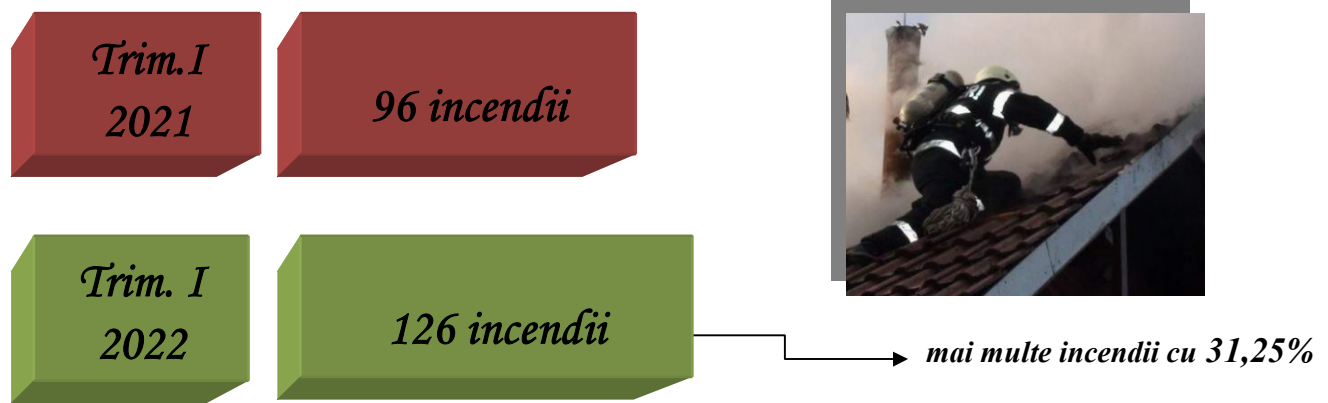 Trim.I
2021
96 incendii
Trim. I
2022
126 incendii
mai multe incendii cu 31,25%